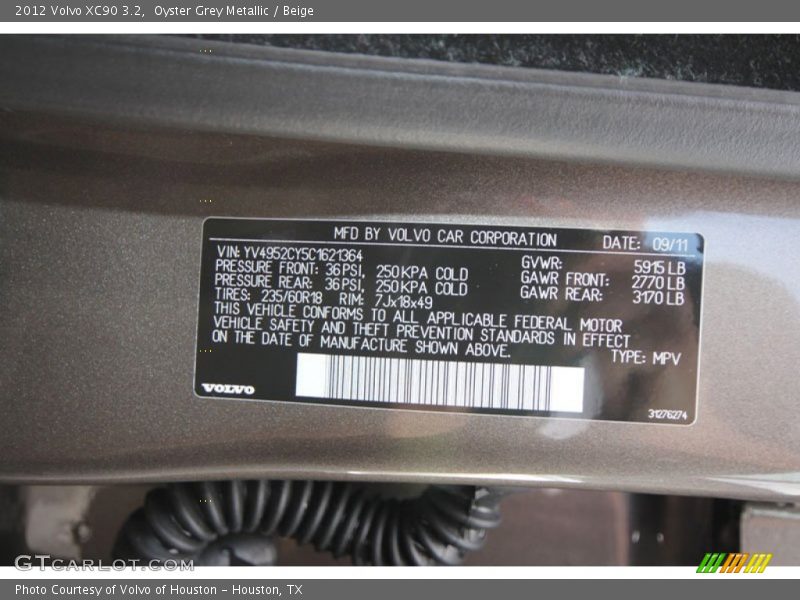 2012 Volvo XC90 3.2,  Oyster Grey Metallic / Beige
MFD BY VOLVO CAR CORPORATION DATE: 09/11
VIN: YV4952CY5C1621364 GVWR: 5915 LB
PRESSURE FRONT: 36 PSI, 250 KPA COLD GAWR FRONT: 2770 LB
PRESSURE REAR: 36 PSI, 250 KPA COLD GAWR REAR: 3170 LB
TIRES: 235/60R18 RIM: 7Jx18x49
THIS VEHICLE CONFORMS TO ALL APPLICABLE FEDERAL MOTOR
VEHICLE SAFETY AND THEFT PREVENTION STANDARDS IN EFFECT
ON THE DATE OF MANUFACTURE SHOWN ABOVE. TYPE: MPV
VOLVO
31276274
GTCARLOT.COM
Photo Courtesy of Volvo of Houston - Houston, TX